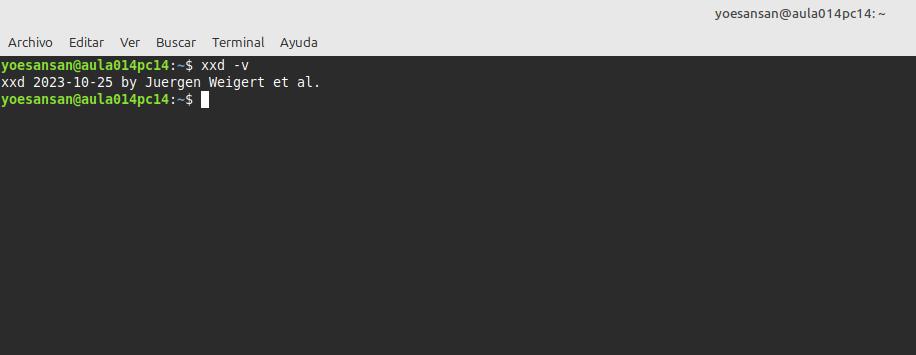 yoesansan@aula014pc14: ~
Archivo Editar Ver Buscar Terminal Ayuda
yoesansan@aula014pc14:~$ xxd -v
xxd 2023-10-25 by Juergen Weigert et al.
yoesansan@aula014pc14:~$